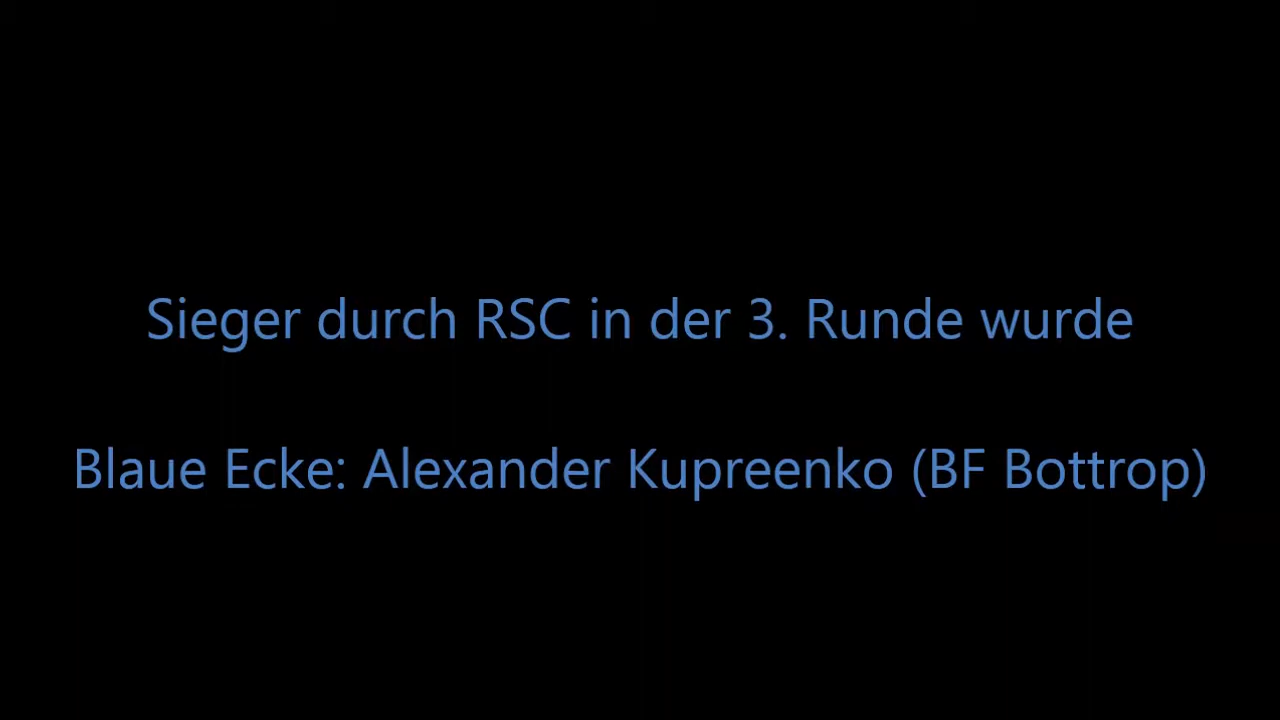 Sieger durch RSC in der 3. Runde wurde
Blaue Ecke: Alexander Kupreenko (BF Bottrop)